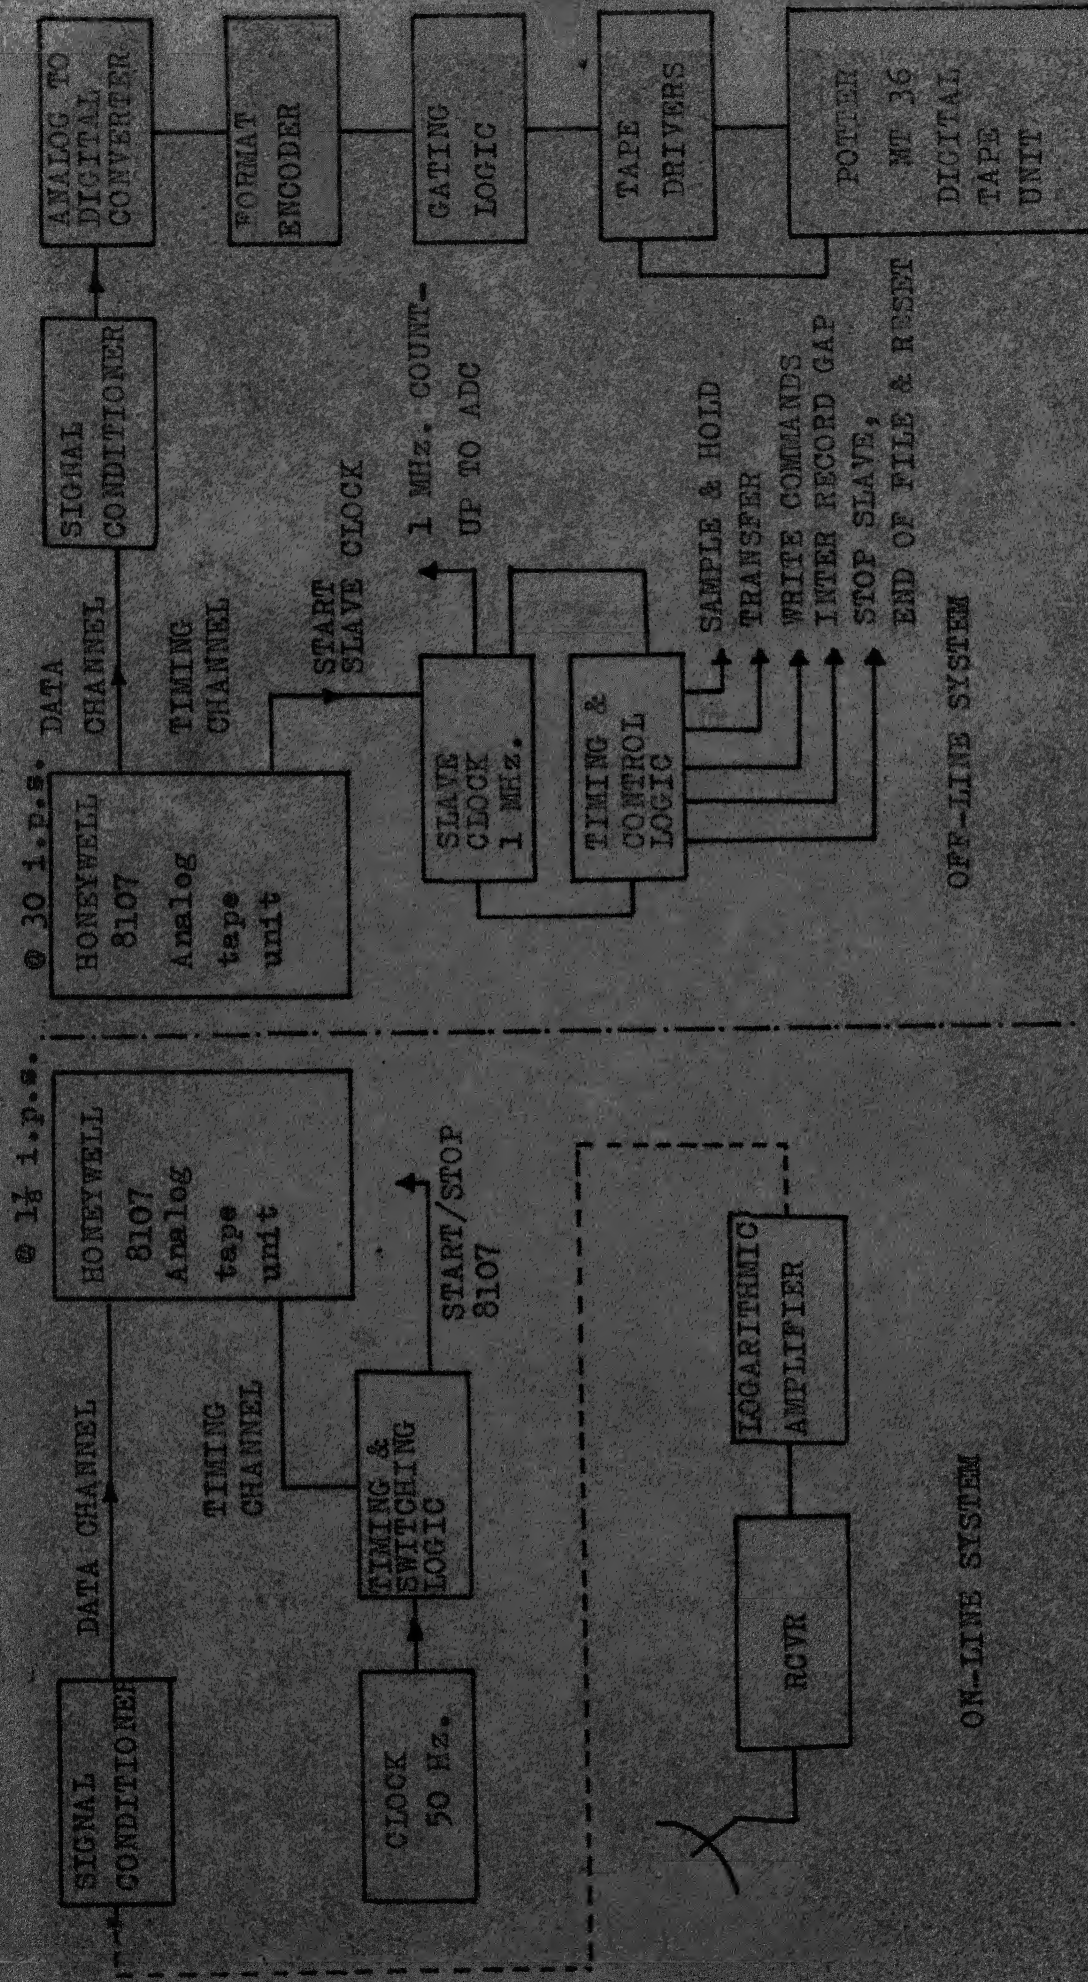 @ 1⅞ i.p.s.
SIGNAL
CONDITIONER
DATA CHANNEL
HONEYWELL
8107
Analog
tape
unit
TIMING
CHANNEL
CLOCK
50 Hz.
TIMING &
SWITCHING
LOGIC
START/STOP
8107
RCVR
LOGARITHMIC
AMPLIFIER
ON-LINE SYSTEM
@ 30 i.p.s.
HONEYWELL
8107
Analog
tape
unit
DATA
CHANNEL
TIMING
CHANNEL
SIGNAL
CONDITIONER
ANALOG TO
DIGITAL
CONVERTER
FORMAT
ENCODER
GATING
LOGIC
TAPE
DRIVERS
POTTER
MT 36
DIGITAL
TAPE
UNIT
START
SLAVE CLOCK
1 MHz. COUNT-
UP TO ADC
SLAVE
CLOCK
1 MHz.
TIMING &
CONTROL
LOGIC
SAMPLE & HOLD
TRANSFER
WRITE COMMANDS
INTER RECORD GAP
STOP SLAVE,
END OF FILE & RESET
OFF-LINE SYSTEM